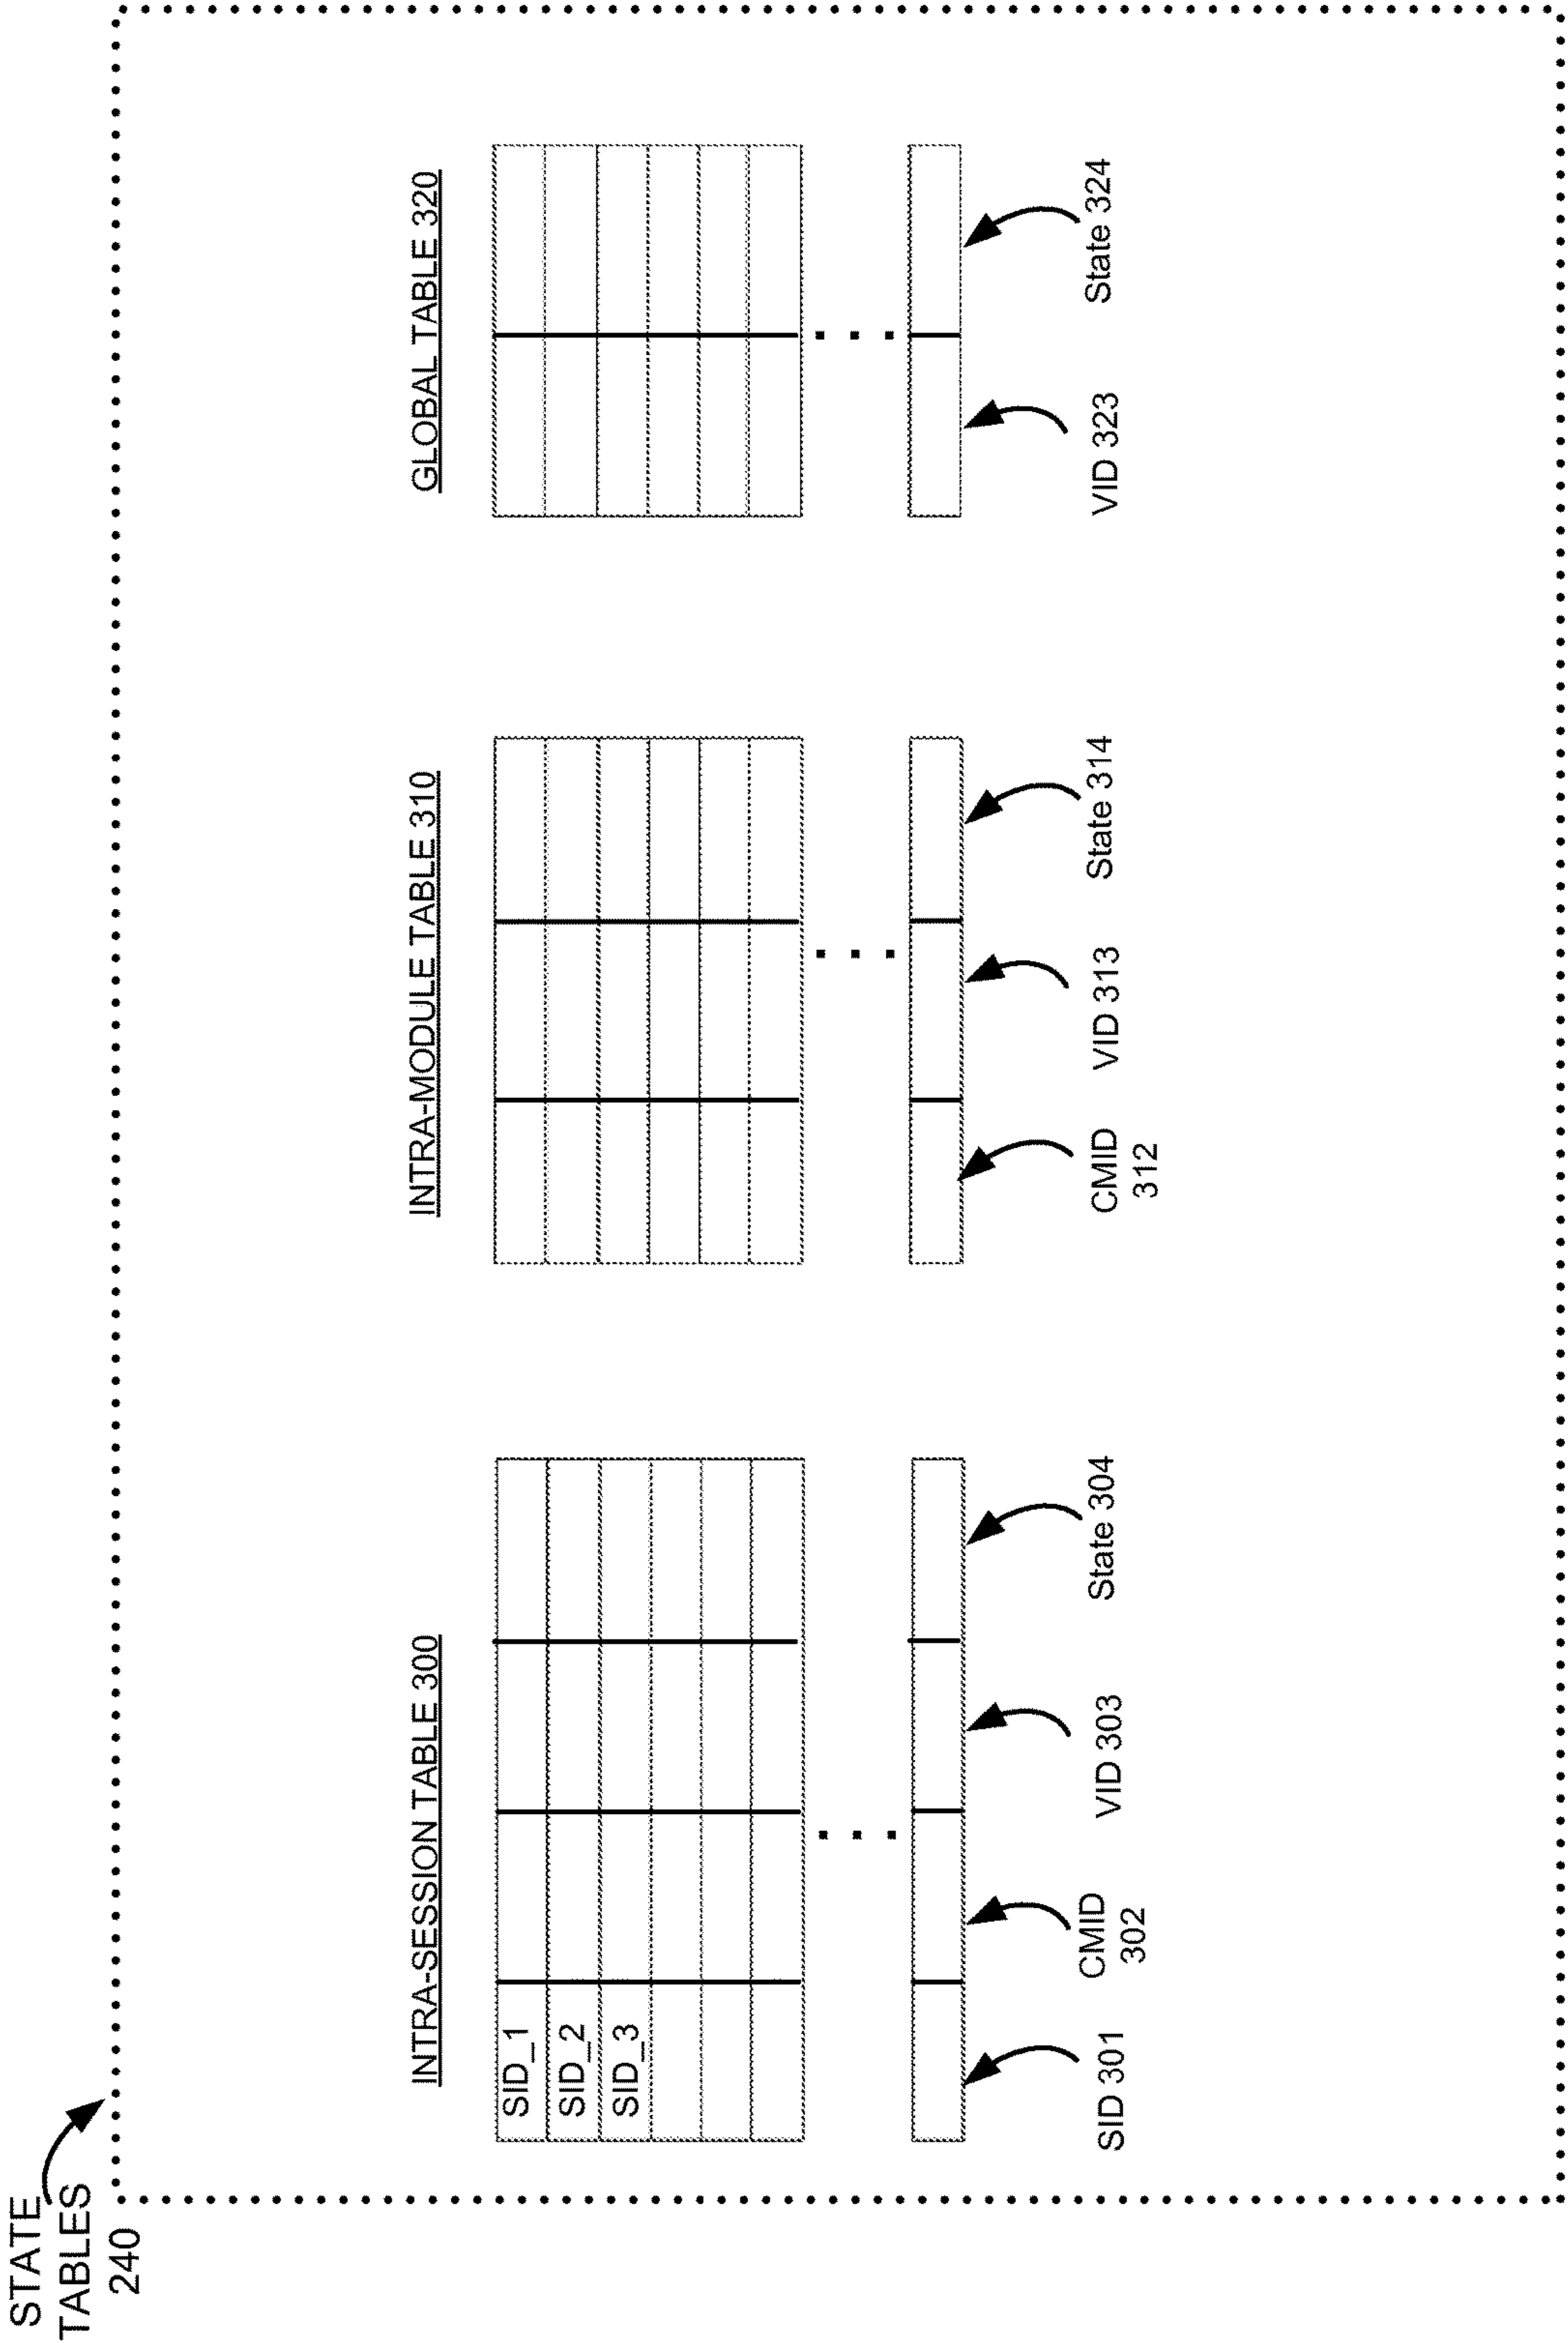 STATE
TABLES
240
INTRA-SESSION TABLE 300
SID_1
SID_2
SID_3
SID 301
CMID
302
VID 303
State 304
INTRA-MODULE TABLE 310
CMID
312
VID 313
State 314
GLOBAL TABLE 320
VID 323
State 324